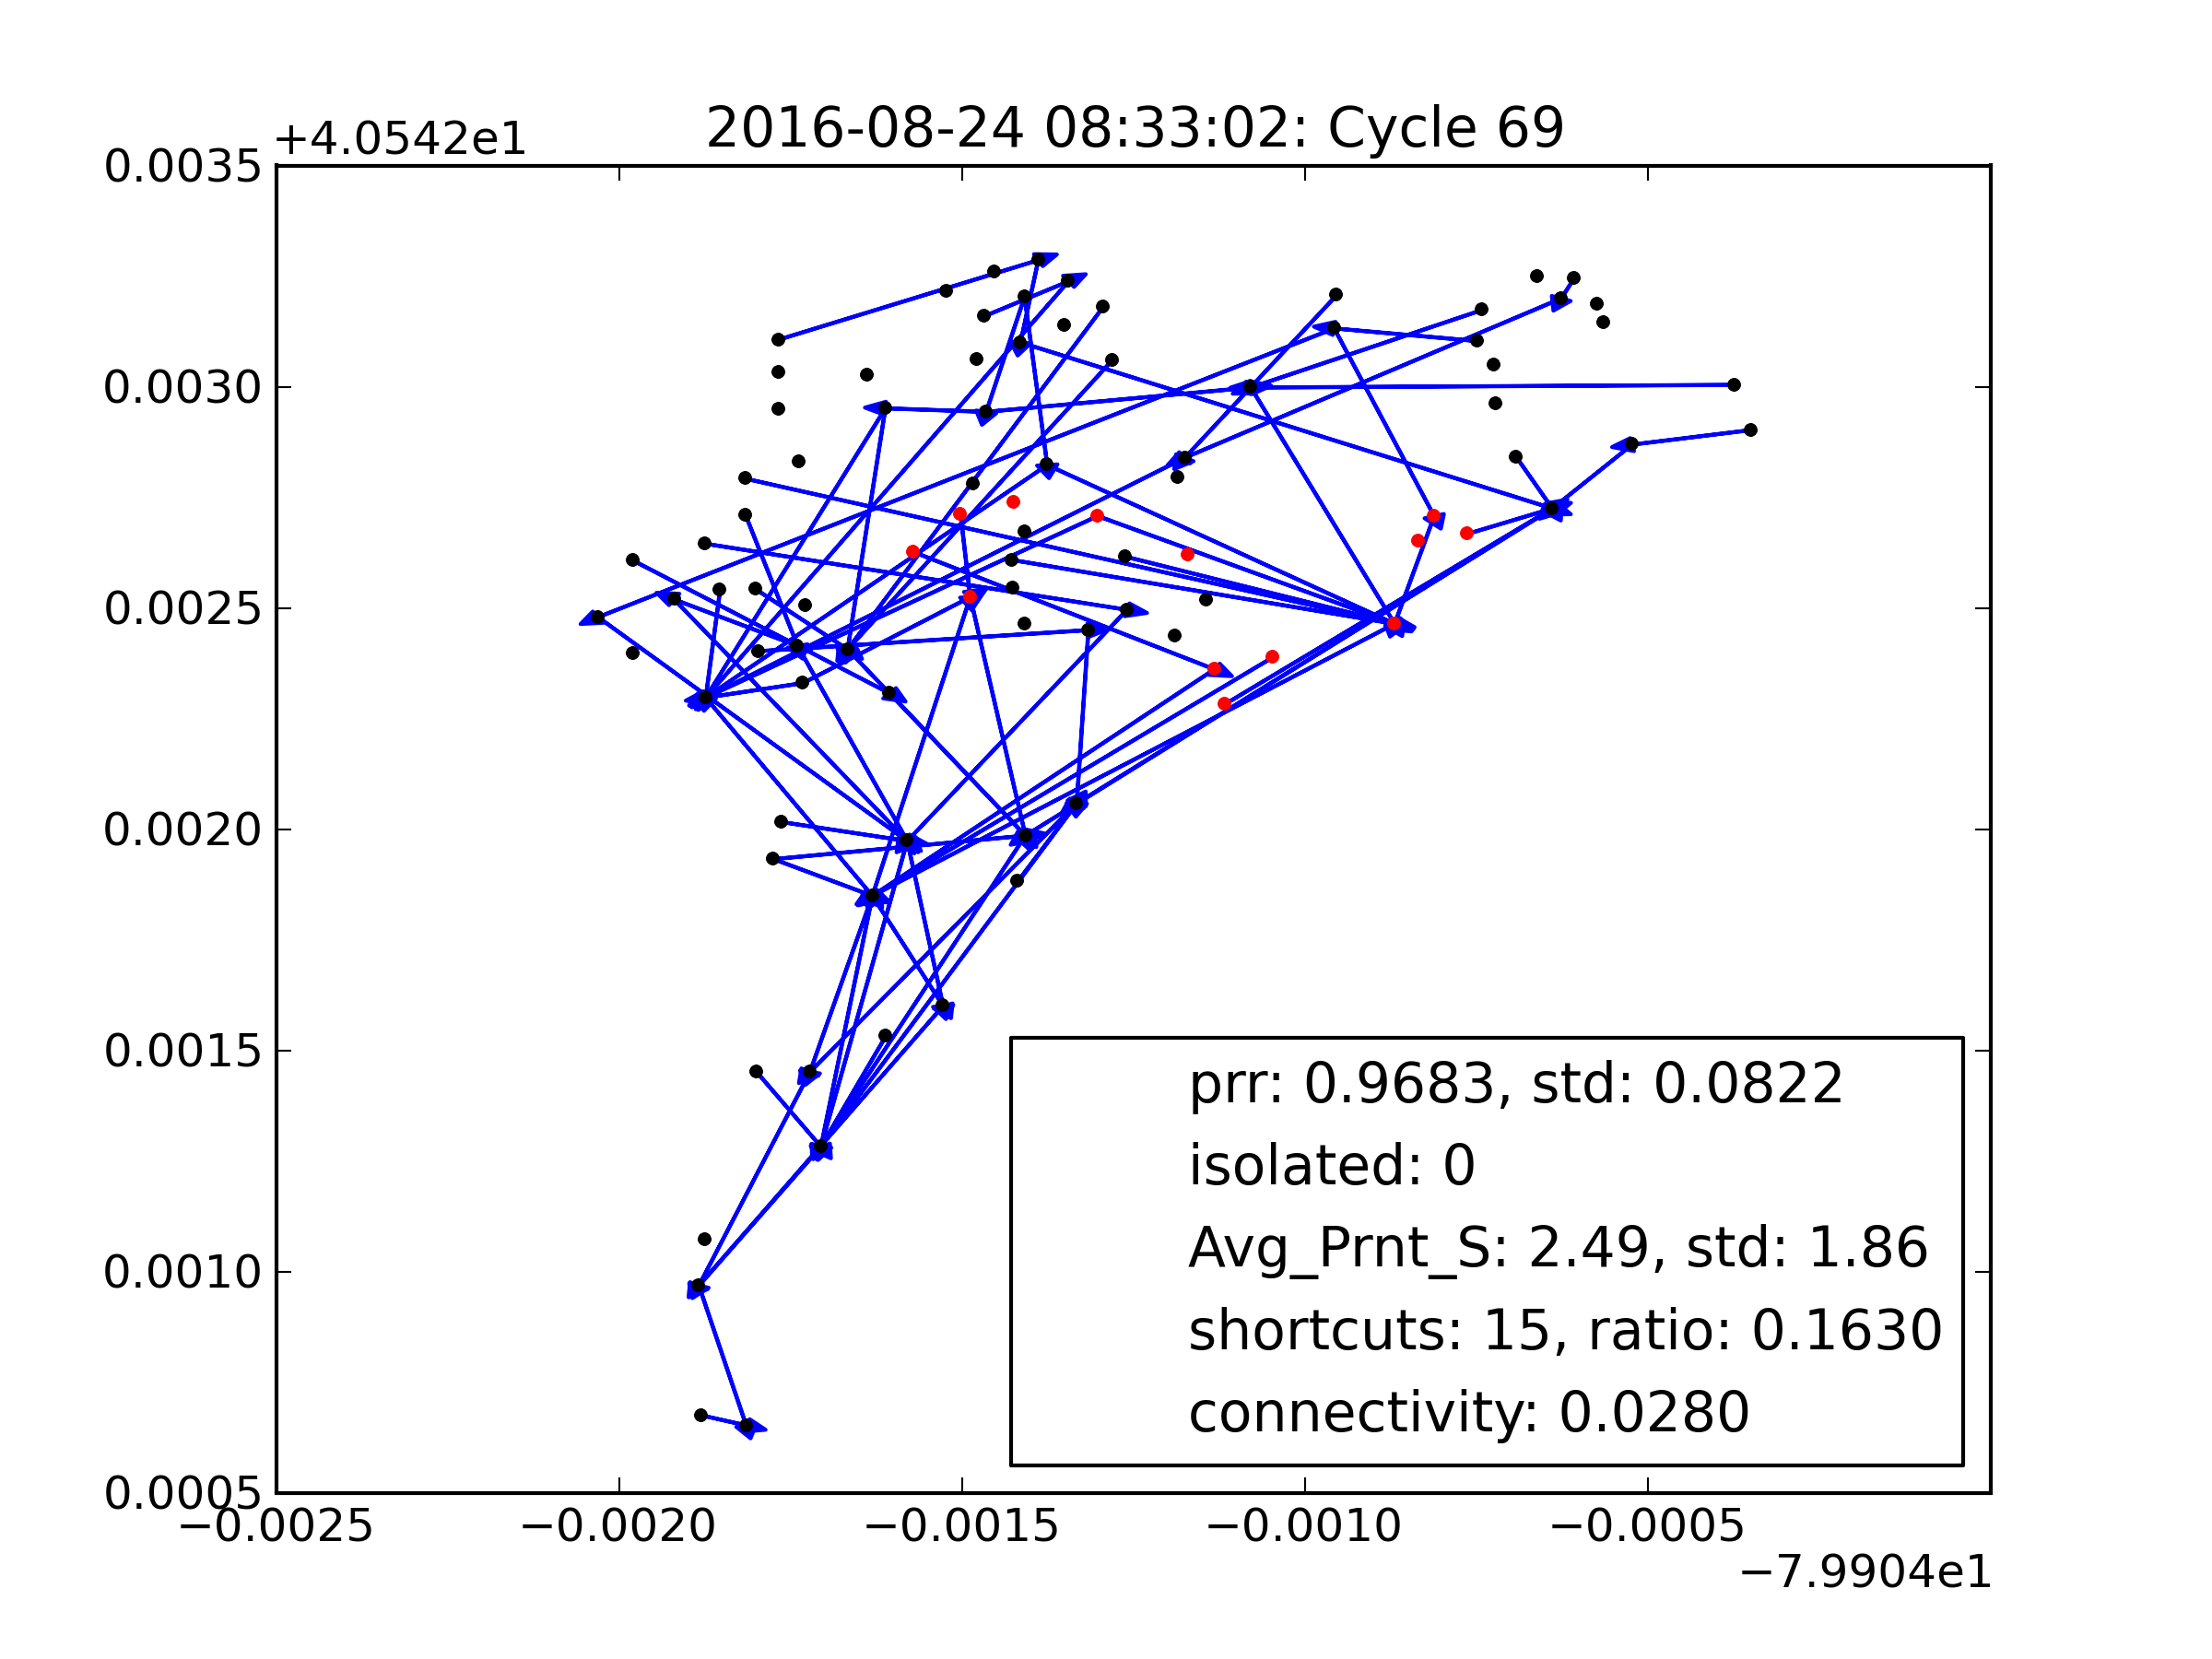 2016-08-24 08:33:02: Cycle 69
+4.0542e1
0.0035
0.0030
0.0025
0.0020
0.0015
0.0010
0.0005
prr: 0.9683, std: 0.0822
isolated: 0
Avg_Prnt_S: 2.49, std: 1.86
shortcuts: 15, ratio: 0.1630
connectivity: 0.0280
−0.0025 −0.0020 −0.0015 −0.0010 −0.0005
−7.9904e1